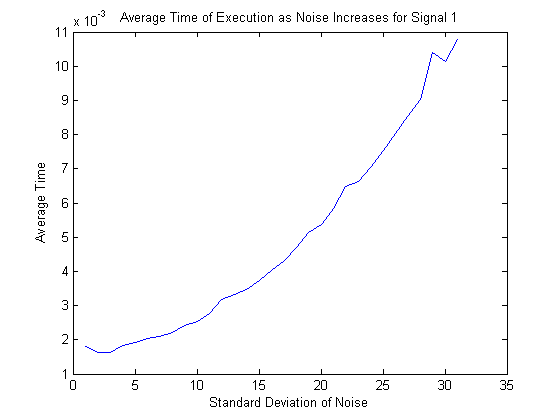 x 10-3
Average Time of Execution as Noise Increases for Signal 1
11
10
9
8
7
6
5
4
3
2
1
Average Time
0 5 10 15 20 25 30 35
Standard Deviation of Noise